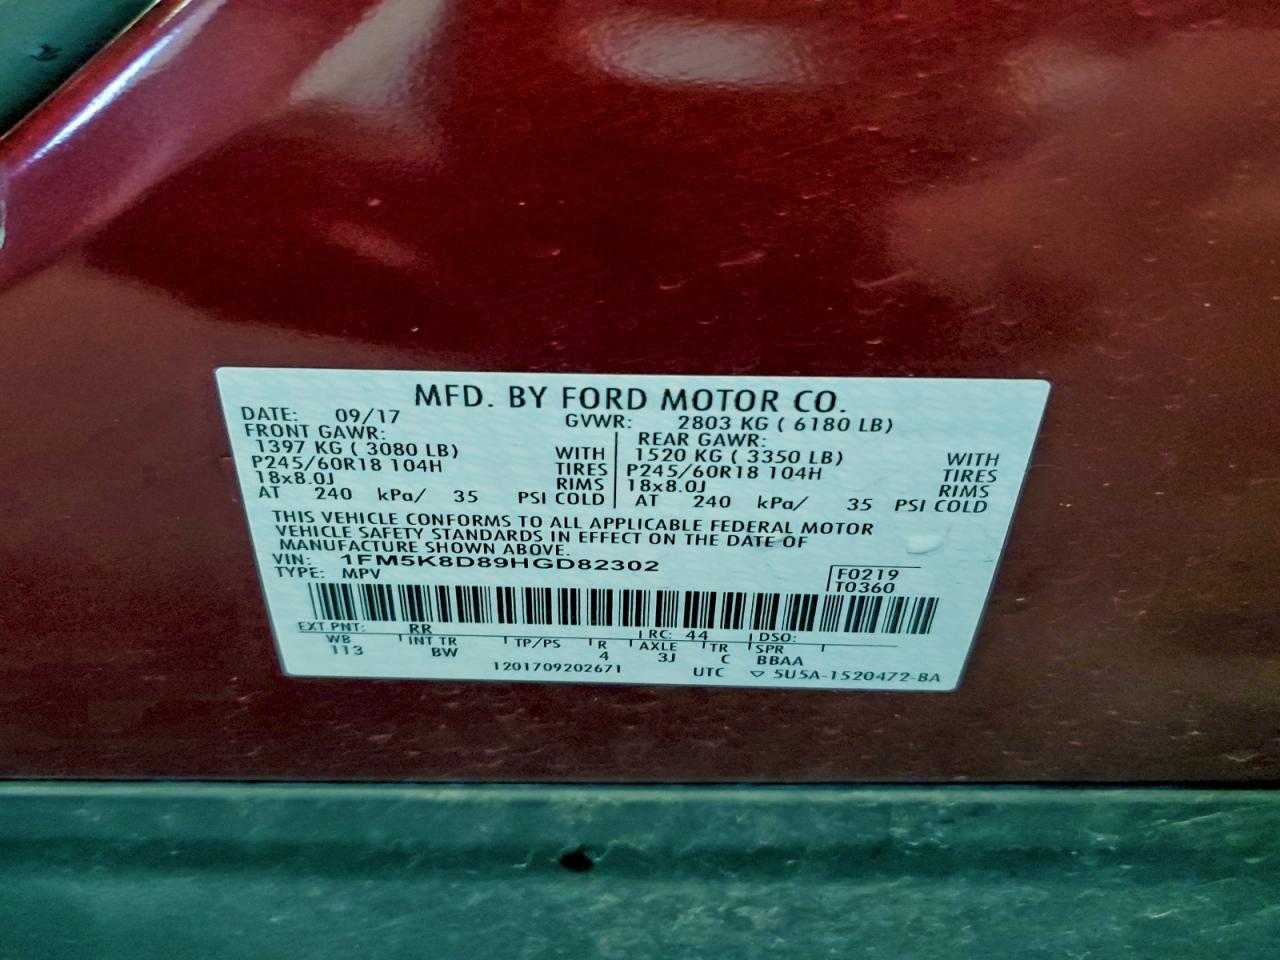 MFD. BY FORD MOTOR CO.
DATE: 09/17 GVWR: 2803 KG ( 6180 LB)
FRONT GAWR: REAR GAWR:
1397 KG ( 3080 LB) WITH 1520 KG ( 3350 LB) WITH
P245/60R18 104H TIRES P245/60R18 104H TIRES
18x8.0J RIMS 18x8.0J RIMS
AT 240 kPa/ 35 PSI COLD AT 240 kPa/ 35 PSI COLD
THIS VEHICLE CONFORMS TO ALL APPLICABLE FEDERAL MOTOR
VEHICLE SAFETY STANDARDS IN EFFECT ON THE DATE OF
MANUFACTURE SHOWN ABOVE.
VIN: 1FM5K8D89HGD82302 F0219
TYPE: MPV T0360
EXT PNT: RR RC: 44 DSO:
WB INT TR TP/PS R AXLE TR SPR
113 BW 4 3J C BBAA
1201709202671 UTC ▽ 5U5A-1520472-BA